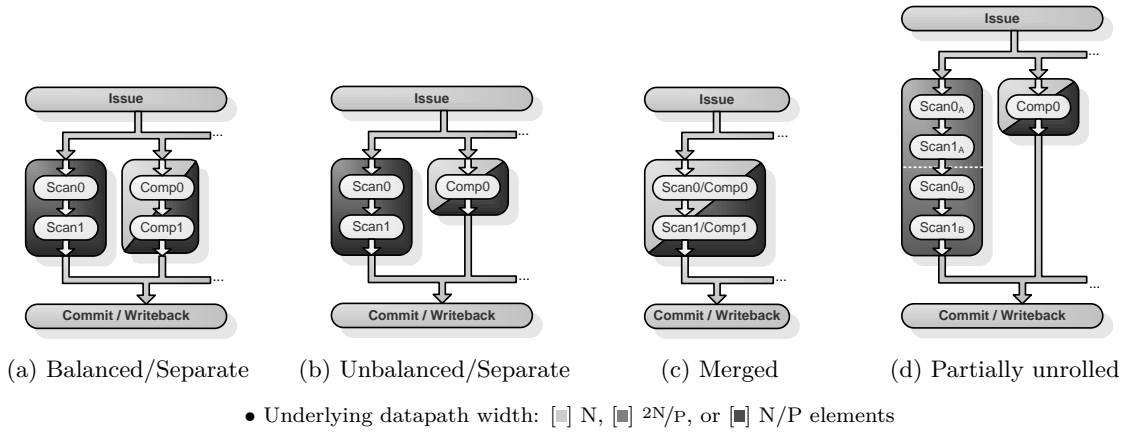 Issue
...
Scan0
Scan1
Comp0
Comp1
...
Commit / Writeback
(a) Balanced/Separate
Issue
...
Scan0
Scan1
Comp0
...
Commit / Writeback
(b) Unbalanced/Separate
Issue
...
Scan0/Comp0
Scan1/Comp1
...
Commit / Writeback
(c) Merged
Issue
...
Scan0A
Scan1A
Scan0B
Scan1B
Comp0
...
Commit / Writeback
(d) Partially unrolled
• Underlying datapath width: [ ] N, [ ] 2N/P, or [ ] N/P elements